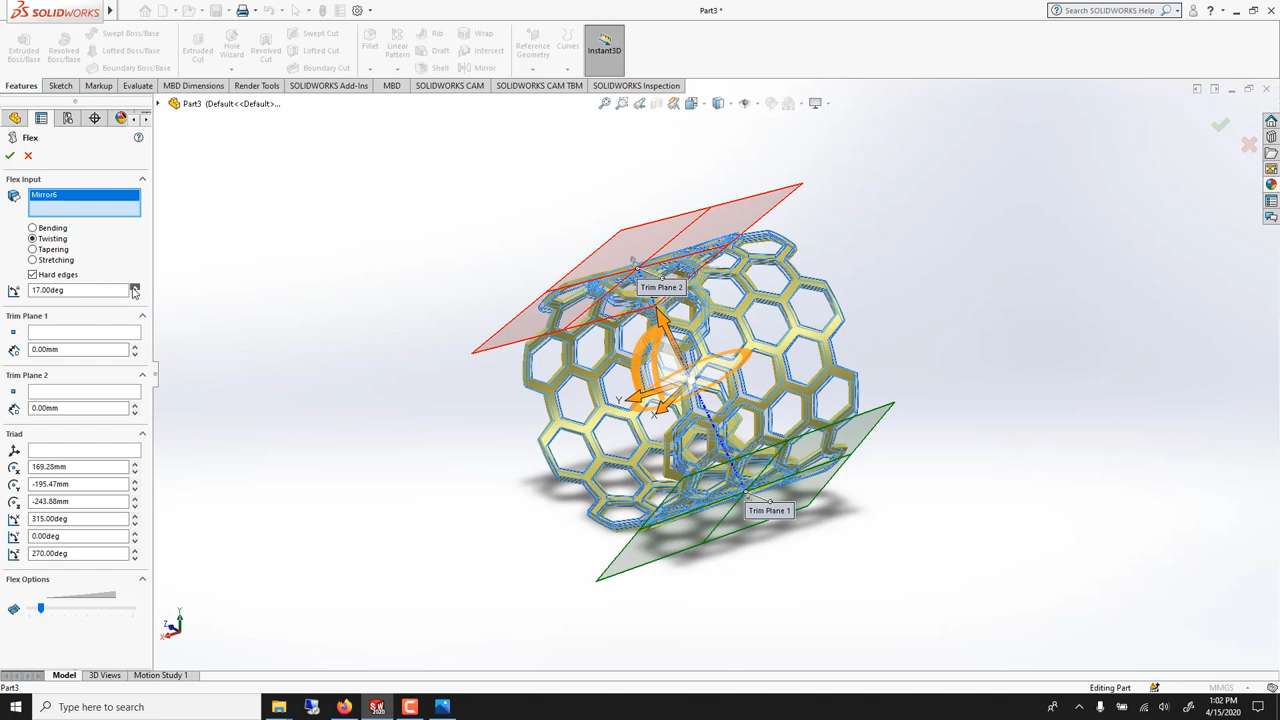 SOLIDWORKS
Part3 *
Search SOLIDWORKS Help
Extruded Boss/Base
Revolved Boss/Base
Swept Boss/Base
Lofted Boss/Base
Boundary Boss/Base
Extruded Cut
Hole Wizard
Revolved Cut
Swept Cut
Lofted Cut
Boundary Cut
Fillet
Linear Pattern
Rib
Draft
Shell
Wrap
Intersect
Mirror
Reference Geometry
Curves
Instant3D
Features Sketch Markup Evaluate MBD Dimensions Render Tools SOLIDWORKS Add-Ins MBD SOLIDWORKS CAM SOLIDWORKS CAM TBM SOLIDWORKS Inspection
Part3 (Default<<Default>...
Flex
Flex Input
Mirror6
Bending
Twisting
Tapering
Stretching
Hard edges
17.00deg
Trim Plane 1
0.00mm
Trim Plane 2
0.00mm
Triad
169.28mm
-195.47mm
-243.88mm
315.00deg
0.00deg
270.00deg
Flex Options
Trim Plane 2
Y
X
Trim Plane 1
Y
Z
X
Model 3D Views Motion Study 1
Part3
Editing Part
MMGS
Type here to search
SW
2020
1:02 PM
4/15/2020